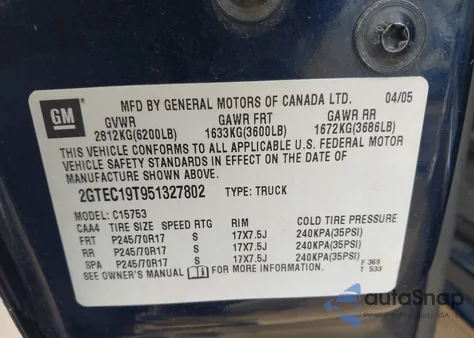 GM
MFD BY GENERAL MOTORS OF CANADA LTD. 04/05
GVWR GAWR FRT GAWR RR
2812KG(6200LB) 1633KG(3600LB) 1672KG(3686LB)
THIS VEHICLE CONFORMS TO ALL APPLICABLE U.S. FEDERAL MOTOR
VEHICLE SAFETY STANDARDS IN EFFECT ON THE DATE OF
MANUFACTURE SHOWN ABOVE.
2GTEC19T951327802 TYPE: TRUCK
MODEL: C15753
CAA4 TIRE SIZE SPEED RTG RIM COLD TIRE PRESSURE
FRT P245/70R17 S 17X7.5J 240KPA(35PSI)
RR P245/70R17 S 17X7.5J 240KPA(35PSI)
SPA P245/70R17 S 17X7.5J 240KPA(35PSI)
SEE OWNER'S MANUAL FOR MORE INFORMATION.
F 369
T 533
autoSnap